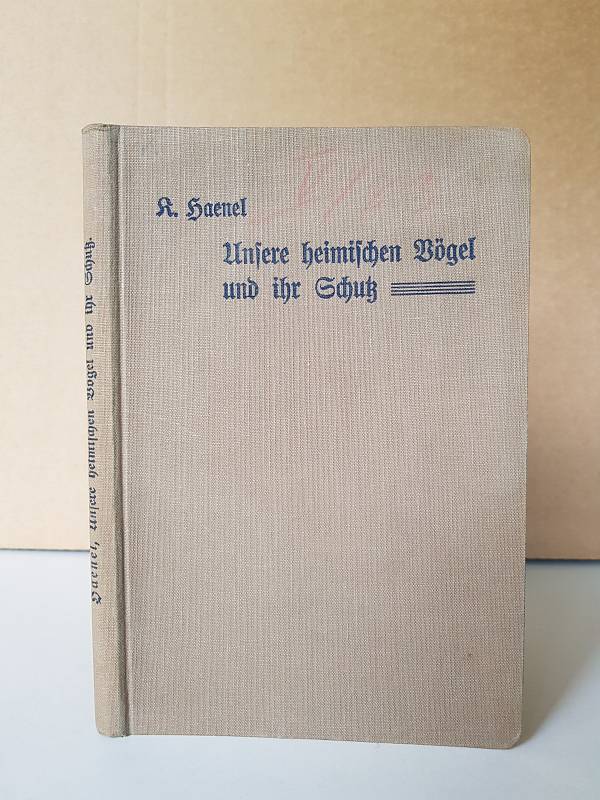 K. Haenel
Unsere heimischen Vögel
und ihr Schutz
Haenel, Unsere heimischen Vögel und ihr Schutz.